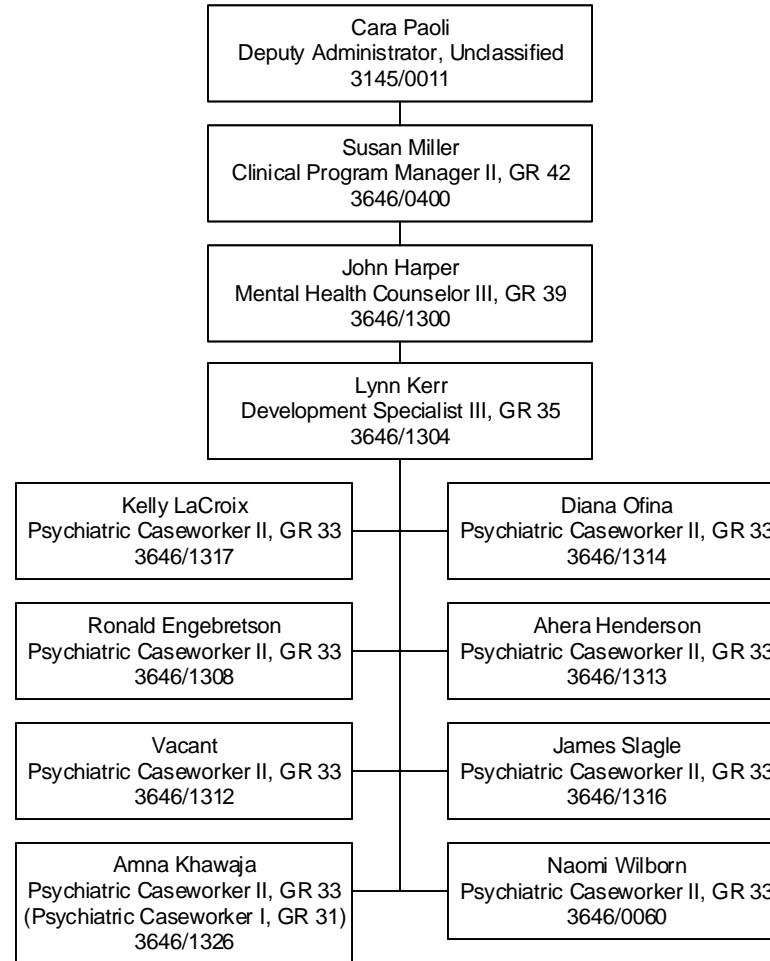 Cara Paoli
Deputy Administrator, Unclassified
3145/0011
Susan Miller
Clinical Program Manager II, GR 42
3646/0400
John Harper
Mental Health Counselor III, GR 39
3646/1300
Lynn Kerr
Development Specialist III, GR 35
3646/1304
Kelly LaCroix
Psychiatric Caseworker II, GR 33
3646/1317
Diana Ofina
Psychiatric Caseworker II, GR 33
3646/1314
Ronald Engebretson
Psychiatric Caseworker II, GR 33
3646/1308
Ahera Henderson
Psychiatric Caseworker II, GR 33
3646/1313
Vacant
Psychiatric Caseworker II, GR 33
3646/1312
James Slagle
Psychiatric Caseworker II, GR 33
3646/1316
Amna Khawaja
Psychiatric Caseworker II, GR 33
(Psychiatric Caseworker I, GR 31)
3646/1326
Naomi Wilborn
Psychiatric Caseworker II, GR 33
3646/0060